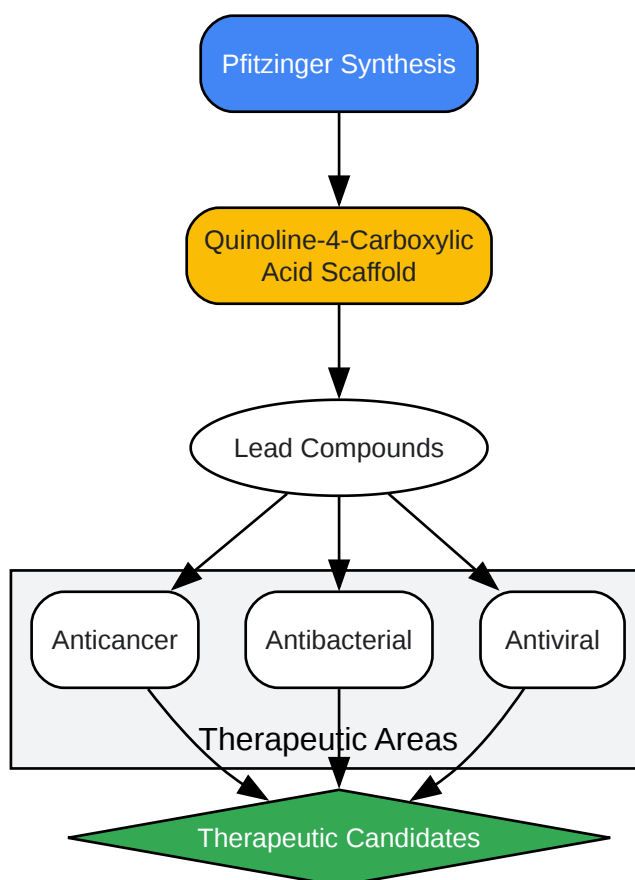 Pfitzinger Synthesis
Quinoline-4-Carboxylic
Acid Scaffold
Lead Compounds
Anticancer
Antibacterial
Antiviral
Therapeutic Areas
Therapeutic Candidates